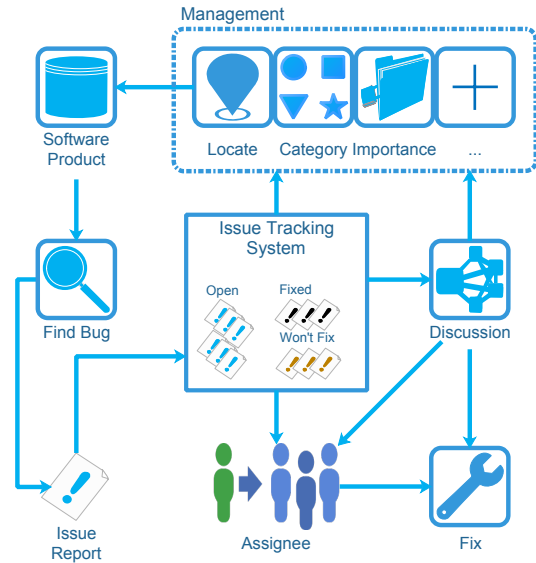 Management
Locate
Category
Importance
...
Software
Product
Issue Tracking
System
Open
Fixed
Won't Fix
Find Bug
Discussion
Issue
Report
Assignee
Fix